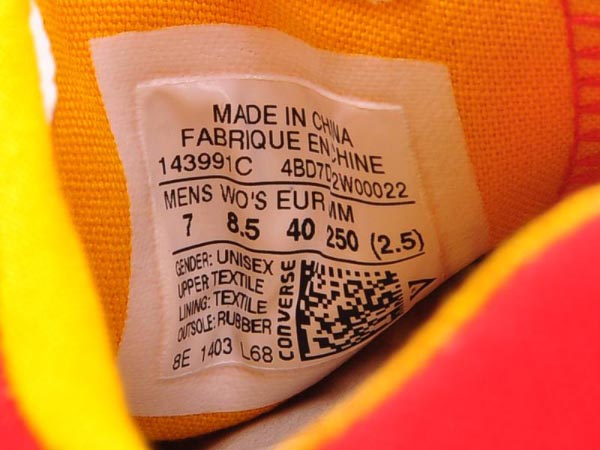 MADE IN CHINA
FABRIQUE EN CHINE
143991C 4BD7D2W00022
MENS WO'S EUR MM
7 8.5 40 250 (2.5)
GENDER: UNISEX
UPPER TEXTILE
LINING: TEXTILE
OUTSOLE: RUBBER
8E 1403 L68
CONVERSE